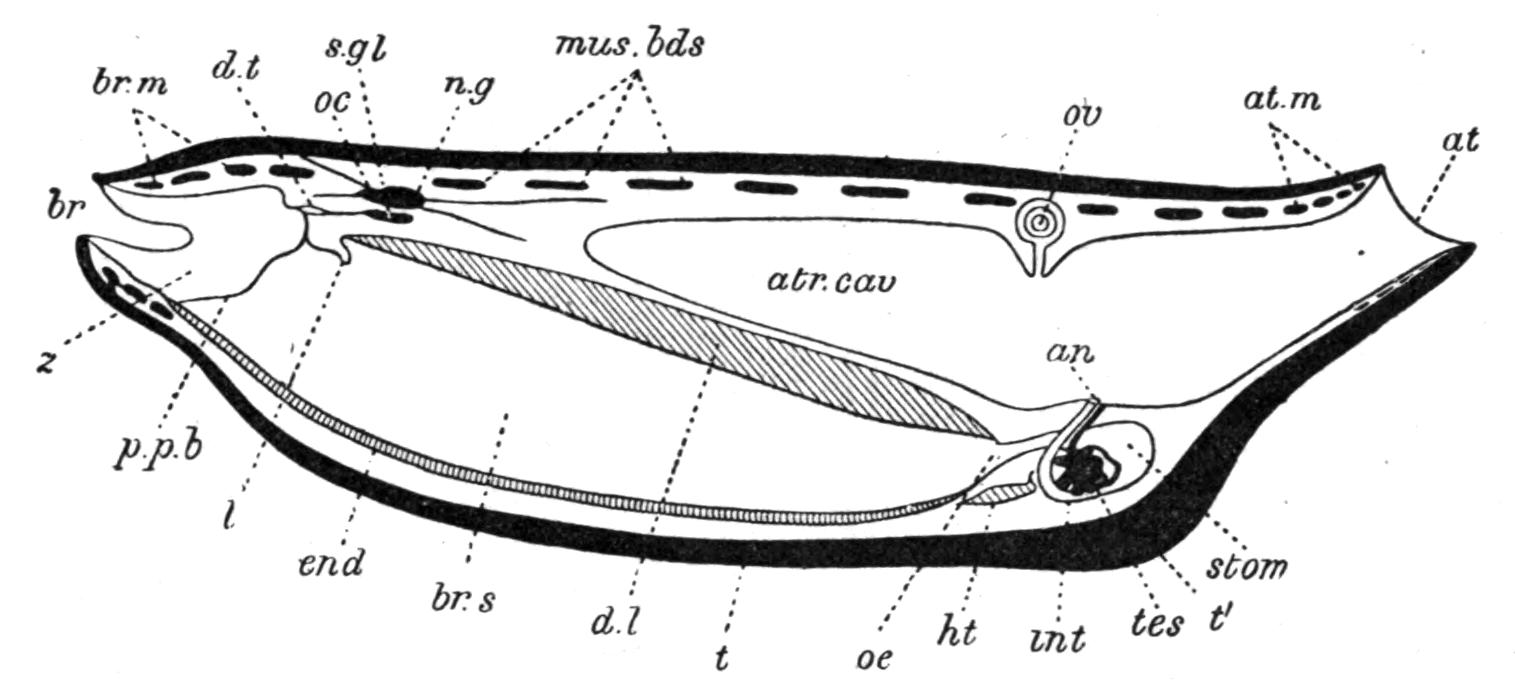 s.gl
mus.bds
d.t
br.m
n.g
oc
ov
at.m
at
br
atr.cav
z
an
p.p.b
l
end
br.s
d.l
t
oe
ht
int
tes
t'
stom